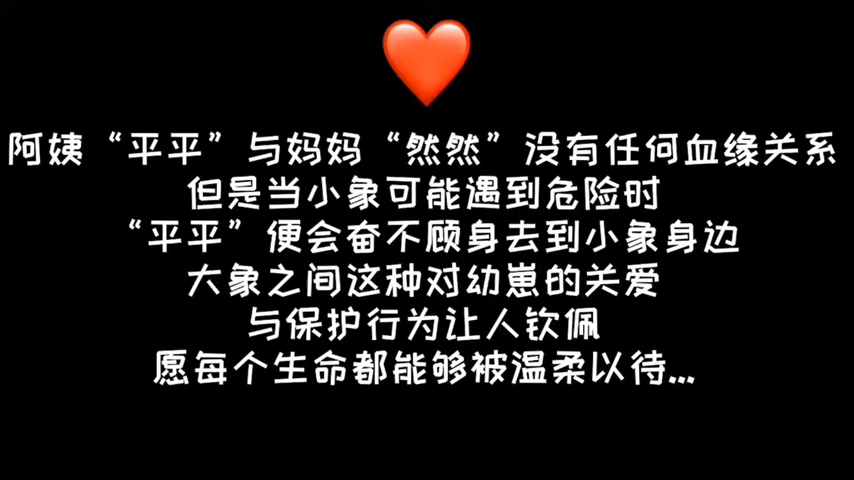 阿姨“平平”与妈妈“然然”没有任何血缘关系
但是当小象可能遇到危险时
“平平”便会奋不顾身去到小象身边
大象之间这种对幼崽的关爱
与保护行为让人钦佩
愿每个生命都能够被温柔以待...